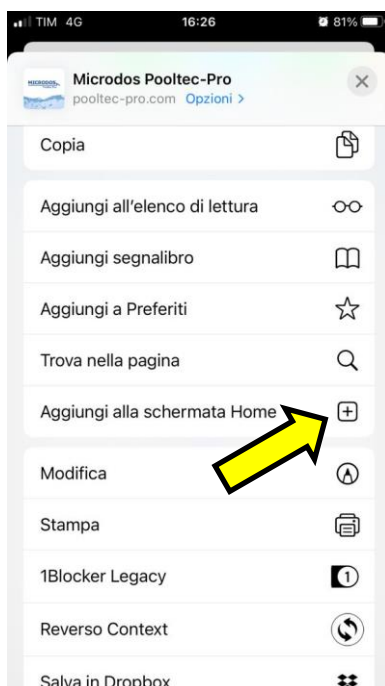 TIM 4G 16:26 81%
MICRODOS
Microdos Pooltec-Pro
pooltec-pro.com Opzioni >
Copia
Aggiungi all'elenco di lettura
Aggiungi segnalibro
Aggiungi a Preferiti
Trova nella pagina
Aggiungi alla schermata Home
Modifica
Stampa
1Blocker Legacy
1
Reverso Context
Salva in Dropbox